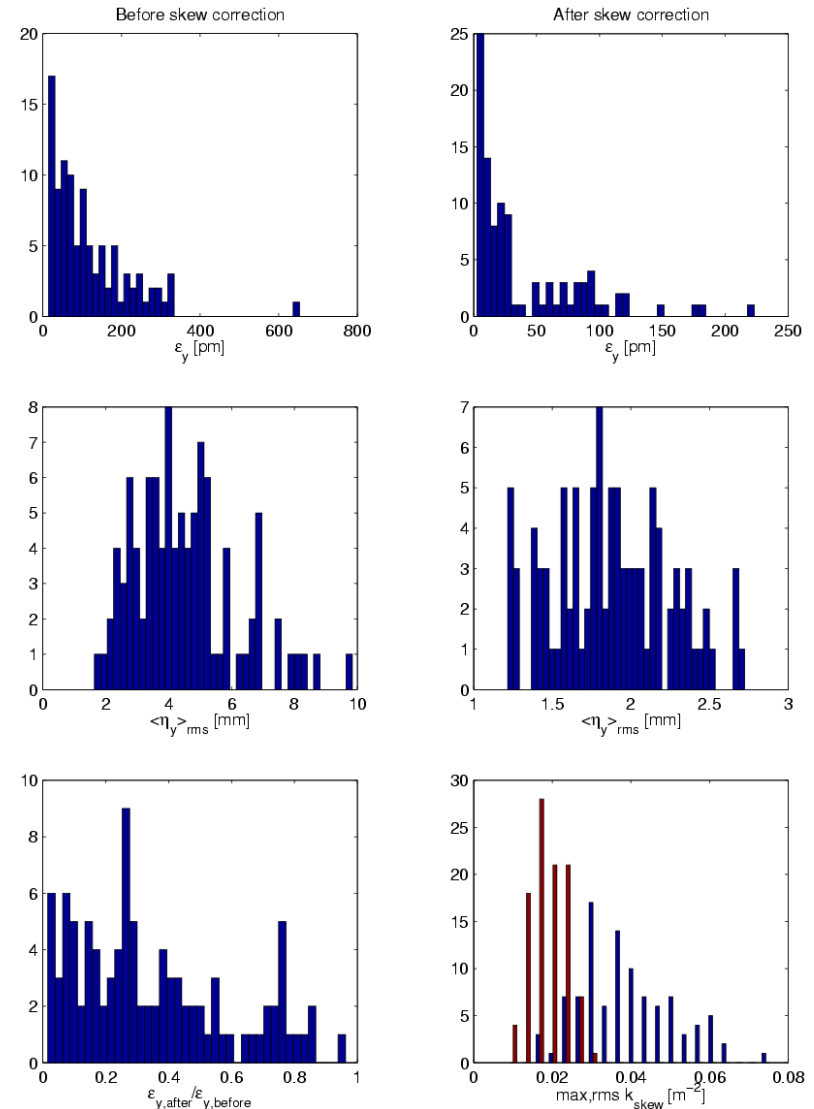 Before skew correction
After skew correction
20
15
10
5
0
0 200 400 600 800
ε_y [pm]
25
20
15
10
5
0
0 50 100 150 200 250
ε_y [pm]
8
7
6
5
4
3
2
1
0
0 2 4 6 8 10
<η_y>_rms [mm]
7
6
5
4
3
2
1
0
1 1.5 2 2.5 3
<η_y>_rms [mm]
10
8
6
4
2
0
0 0.2 0.4 0.6 0.8 1
ε_y,after/ε_y,before
30
25
20
15
10
5
0
0 0.02 0.04 0.06 0.08
max,rms k_skew [m^-2]